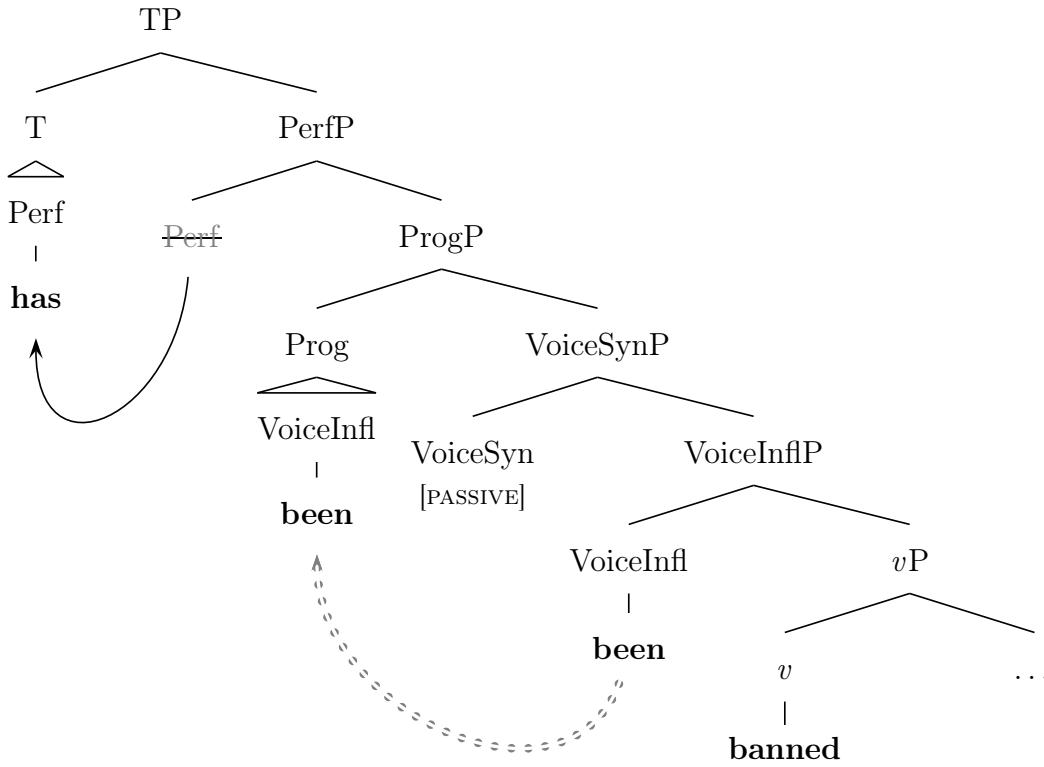 TP
T PerfP
Perf Perf ProgP
has Prog VoiceSynP
VoiceInfl VoiceSyn VoiceInflP
been [PASSIVE] VoiceInfl vP
been v ...
banned